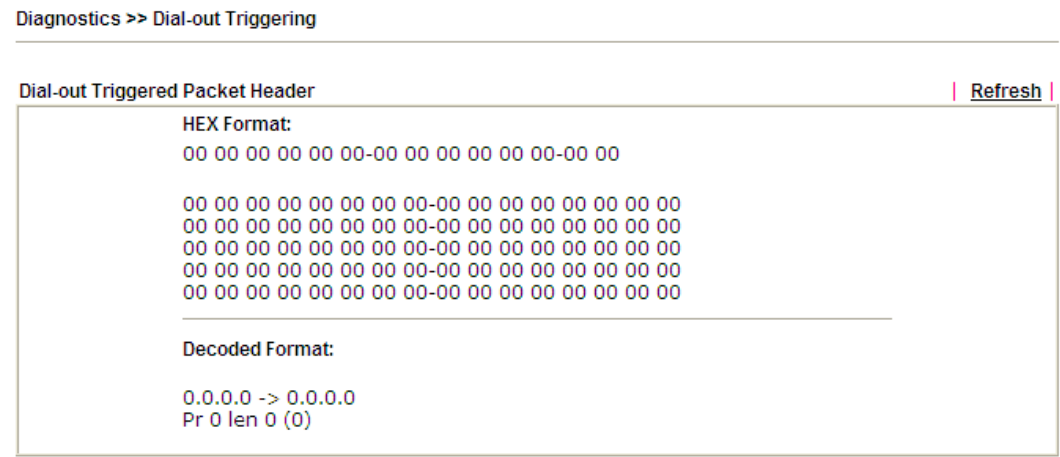 Diagnostics >> Dial-out Triggering
Dial-out Triggered Packet Header | Refresh |
HEX Format:
00 00 00 00 00 00-00 00 00 00 00 00-00 00
00 00 00 00 00 00 00 00-00 00 00 00 00 00 00 00
00 00 00 00 00 00 00 00-00 00 00 00 00 00 00 00
00 00 00 00 00 00 00 00-00 00 00 00 00 00 00 00
00 00 00 00 00 00 00 00-00 00 00 00 00 00 00 00
00 00 00 00 00 00 00 00-00 00 00 00 00 00 00 00
Decoded Format:
0.0.0.0 -> 0.0.0.0
Pr 0 len 0 (0)